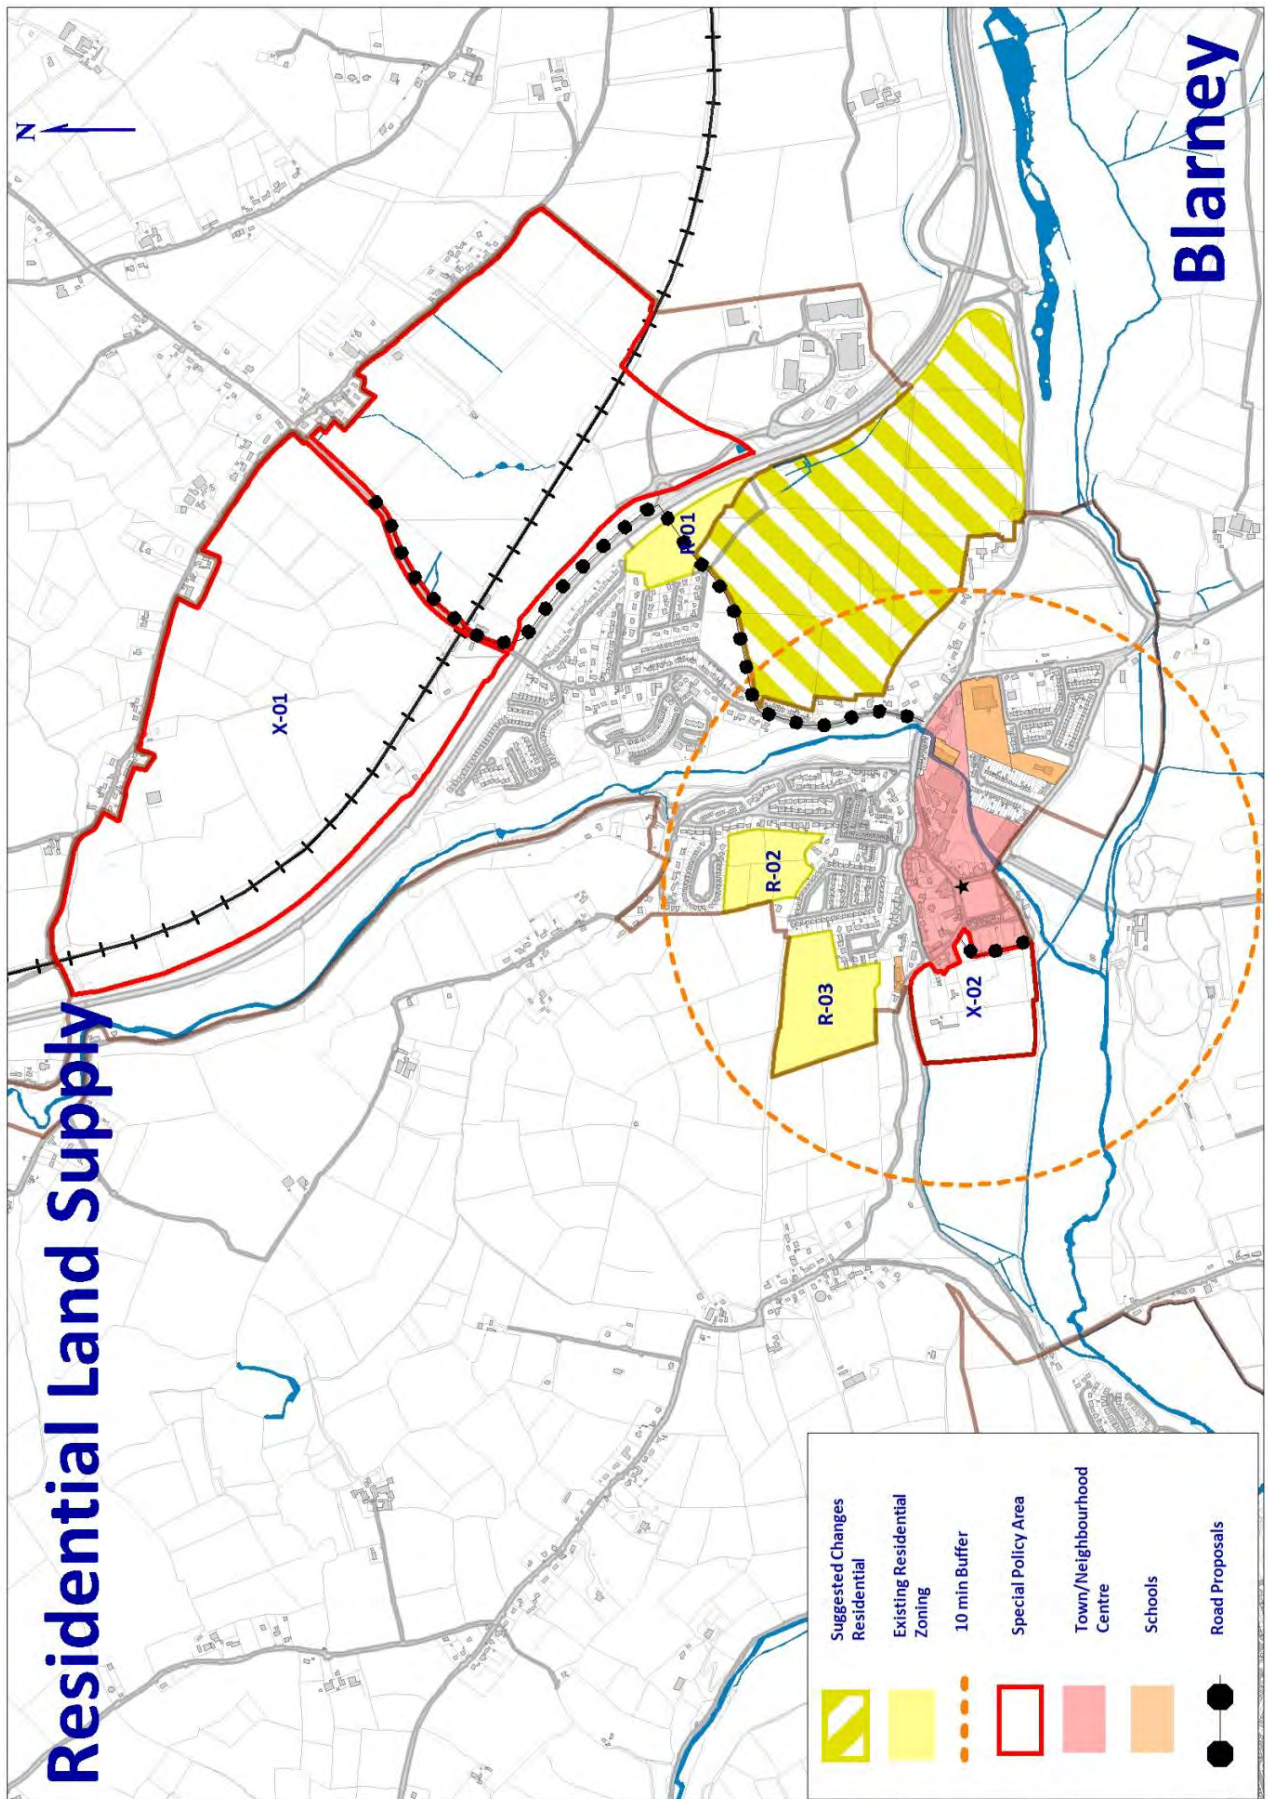 Residential Land Supply
N
X-01
R-01
R-02
R-03
X-02
Suggested Changes
Residential
Existing Residential
Zoning
10 min Buffer
Special Policy Area
Town/Neighbourhood
Centre
Schools
Road Proposals
Blarney